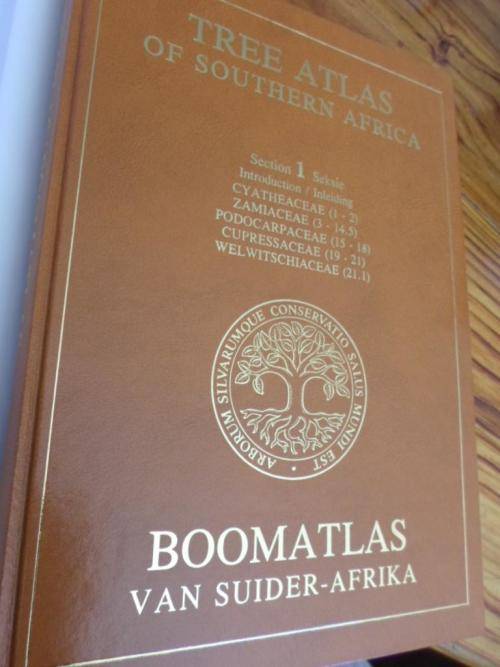 TREE ATLAS
OF SOUTHERN AFRICA
Section 1 Seksie
Introduction / Inleiding
CYATHEACEAE (1 - 2)
ZAMIACEAE (3 - 14.5)
PODOCARPACEAE (15 - 18)
CUPRESSACEAE (19 - 21)
WELWITSCHIACEAE (21.1)
ARBORUM SILVARUMQUE CONSERVATIO SALUS MUNDI EST
BOOMATLAS
VAN SUIDER-AFRIKA